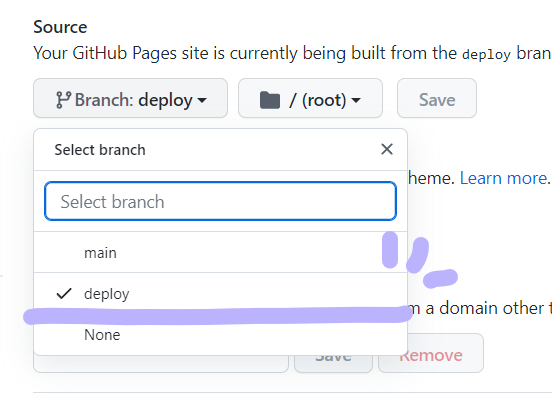 Source
Your GitHub Pages site is currently being built from the deploy bran
Branch: deploy
/ (root)
Save
Select branch
Select branch
heme. Learn more.
main
deploy
m a domain other t
None
Save
Remove